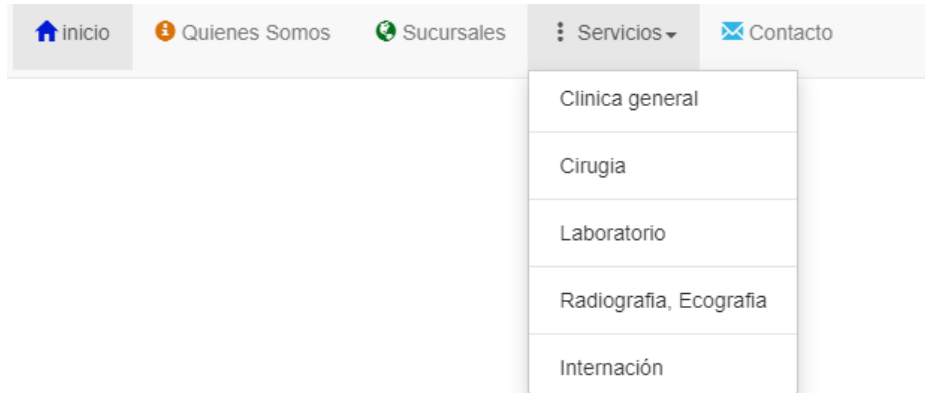 inicio Quienes Somos Sucursales Servicios Contacto
Clinica general
Cirugia
Laboratorio
Radiografia, Ecografia
Internación